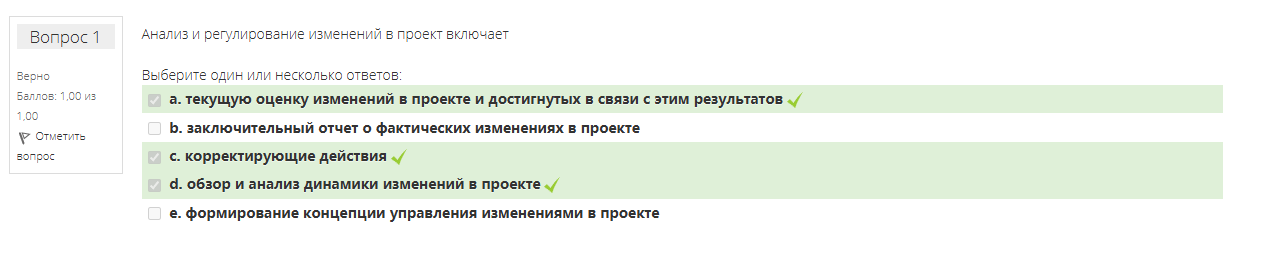 Вопрос 1
Верно
Баллов: 1,00 из
1,00
Отметить
вопрос
Анализ и регулирование изменений в проект включает
Выберите один или несколько ответов:
a. текущую оценку изменений в проекте и достигнутых в связи с этим результатов
b. заключительный отчет о фактических изменениях в проекте
c. корректирующие действия
d. обзор и анализ динамики изменений в проекте
e. формирование концепции управления изменениями в проекте